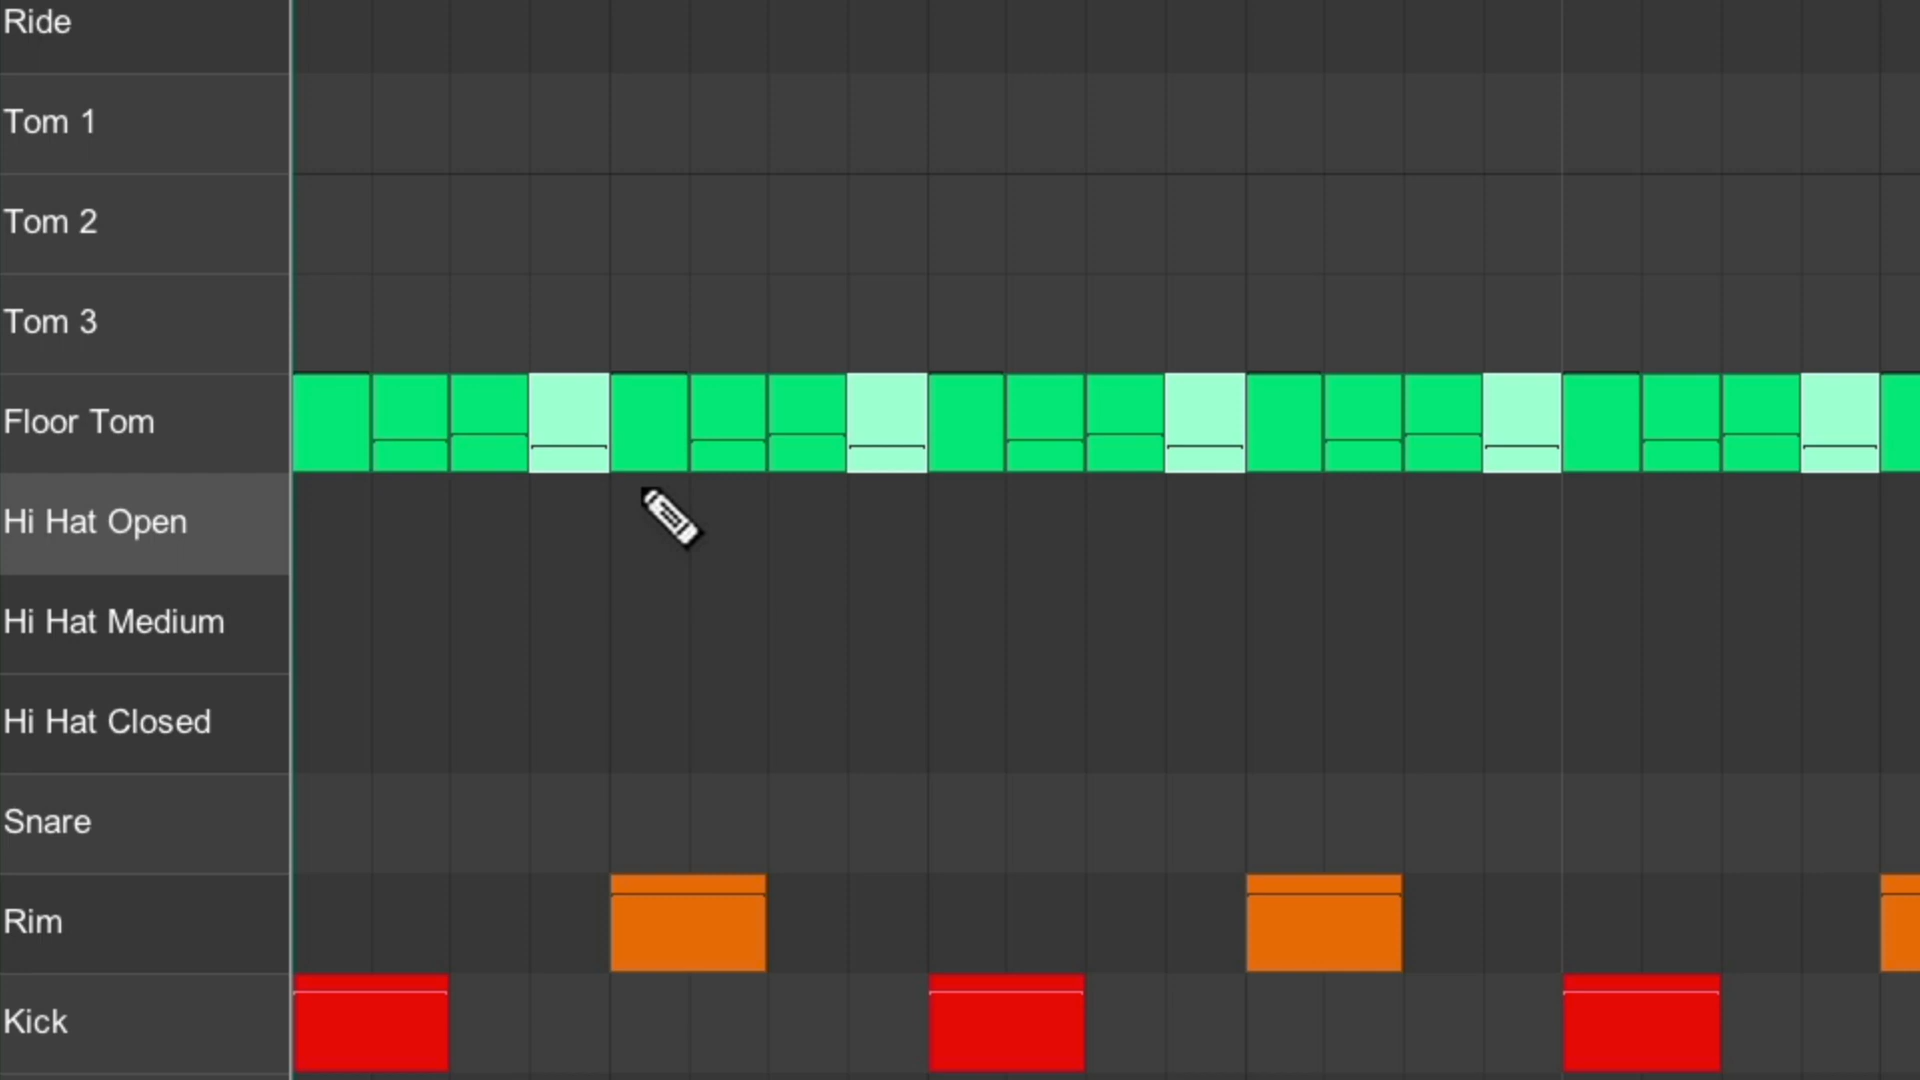 Ride
Tom 1
Tom 2
Tom 3
Floor Tom
Hi Hat Open
Hi Hat Medium
Hi Hat Closed
Snare
Rim
Kick